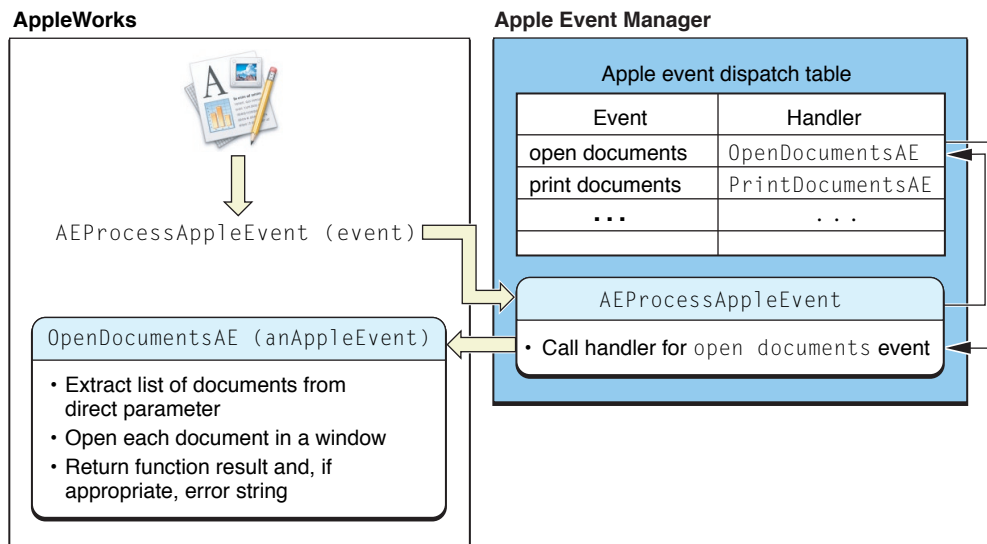 AppleWorks
A
AEProcessAppleEvent (event)
OpenDocumentsAE (anAppleEvent)
• Extract list of documents from
direct parameter
• Open each document in a window
• Return function result and, if
appropriate, error string
Apple Event Manager
Apple event dispatch table
Event Handler
open documents OpenDocumentsAE
print documents PrintDocumentsAE
... ...
AEProcessAppleEvent
• Call handler for open documents event